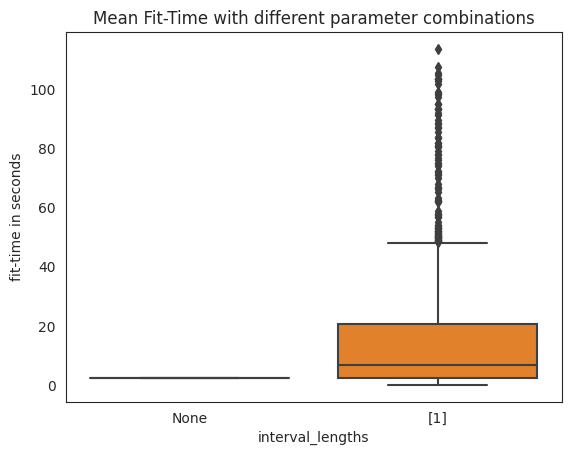 Mean Fit-Time with different parameter combinations
fit-time in seconds
100
80
60
40
20
0
None [1]
interval_lengths